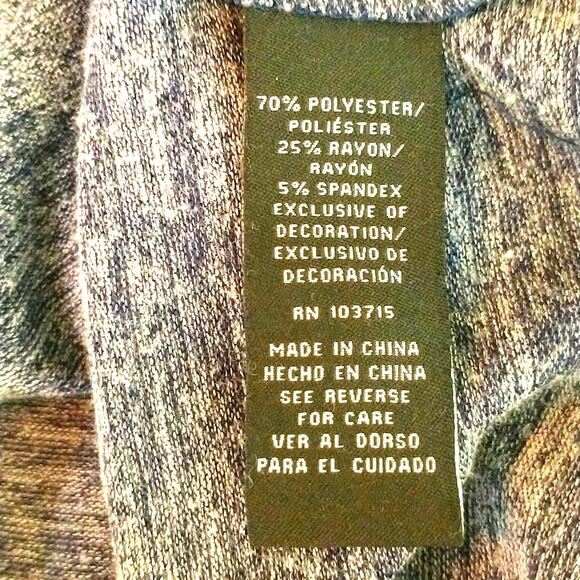 70% POLYESTER/
POLIÉSTER
25% RAYON/
RAYÓN
5% SPANDEX
EXCLUSIVE OF
DECORATION/
EXCLUSIVO DE
DECORACIÓN
RN 103715
MADE IN CHINA
HECHO EN CHINA
SEE REVERSE
FOR CARE
VER AL DORSO
PARA EL CUIDADO